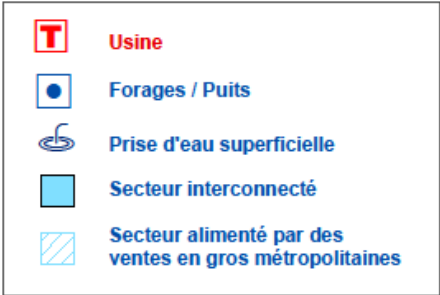 T Usine
Forages / Puits
Prise d'eau superficielle
Secteur interconnecté
Secteur alimenté par des
ventes en gros métropolitaines